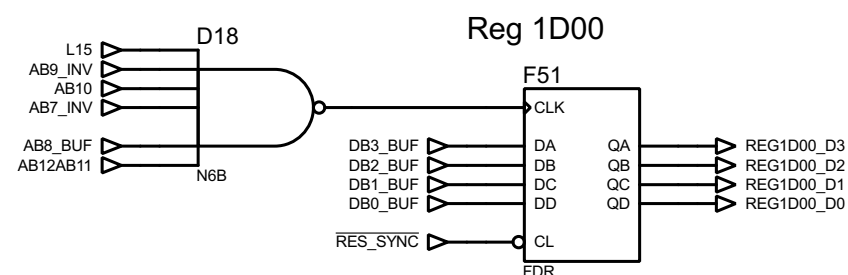 Reg 1D00
D18
L15
AB9_INV
AB10
AB7_INV
AB8_BUF
AB12AB11
N6B
F51
CLK
DB3_BUF DA QA REG1D00_D3
DB2_BUF DB QB REG1D00_D2
DB1_BUF DC QC REG1D00_D1
DB0_BUF DD QD REG1D00_D0
RES_SYNC CL
FDR